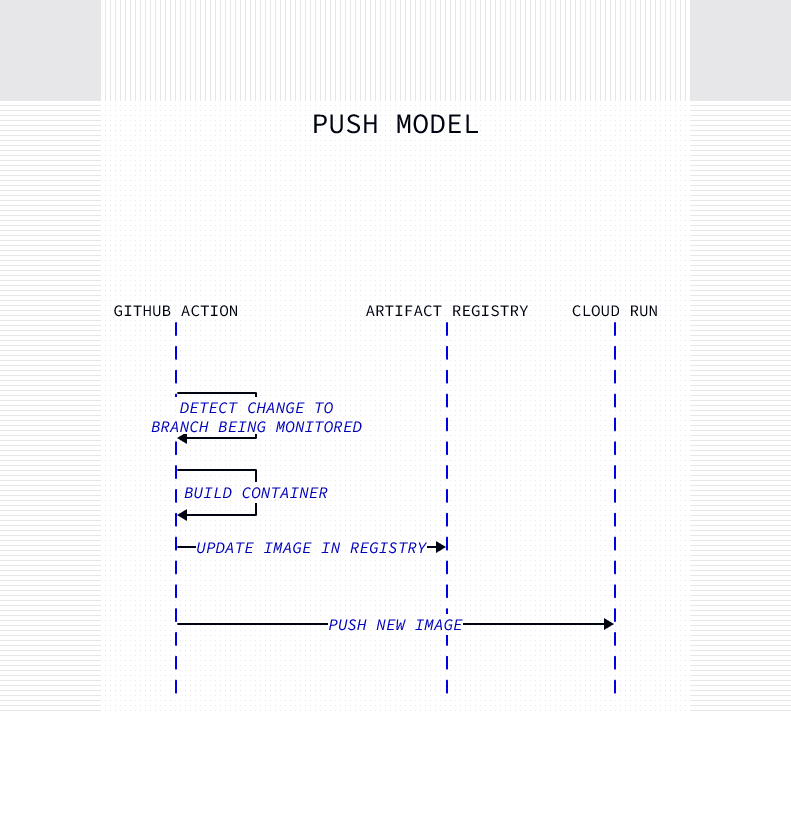 PUSH MODEL
GITHUB ACTION
ARTIFACT REGISTRY
CLOUD RUN
DETECT CHANGE TO
BRANCH BEING MONITORED
BUILD CONTAINER
UPDATE IMAGE IN REGISTRY
PUSH NEW IMAGE